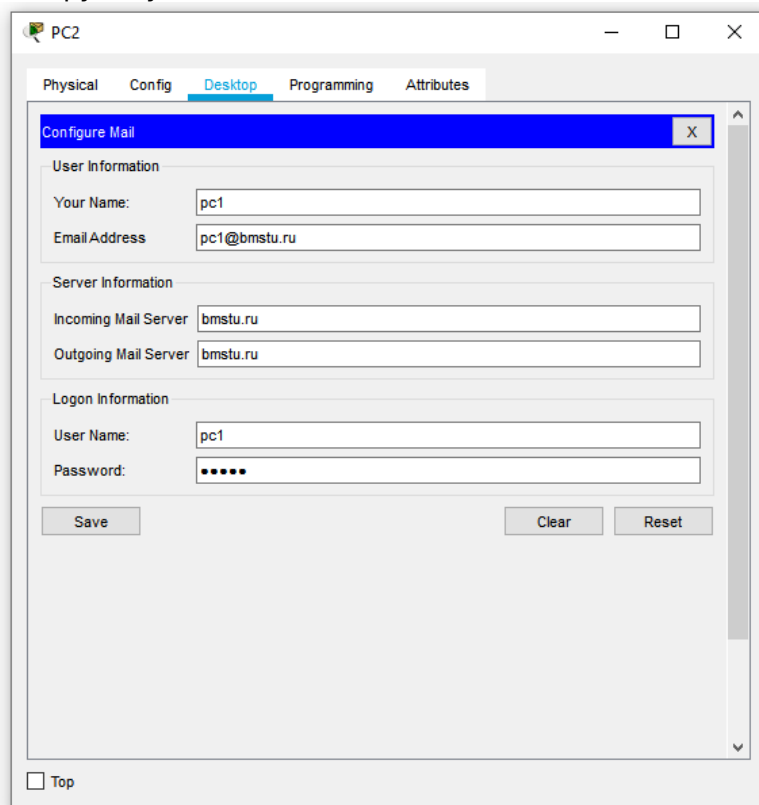 PC2
Physical Config Desktop Programming Attributes
Configure Mail X
User Information
Your Name: pc1
Email Address pc1@bmstu.ru
Server Information
Incoming Mail Server bmstu.ru
Outgoing Mail Server bmstu.ru
Logon Information
User Name: pc1
Password: •••••
Save Clear Reset
Top